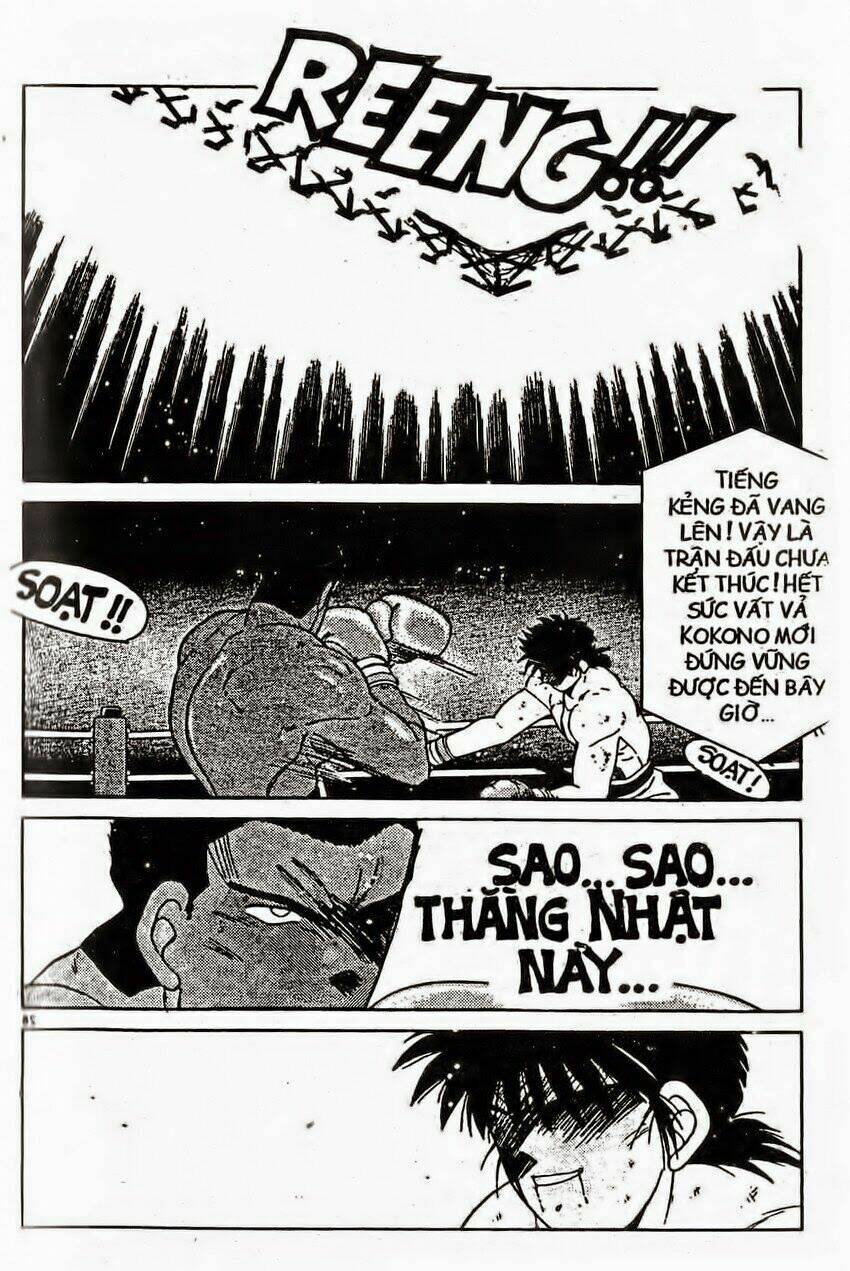 REENG!!
TIẾNG
KẺNG ĐÃ VANG
LÊN! VẬY LÀ
TRẬN ĐẤU CHƯA
KẾT THÚC! HẾT
SỨC VẤT VẢ
KOKONO MỚI
ĐỨNG VỮNG
ĐƯỢC ĐẾN BÂY
GIỜ...
SOẠT!!
SOẠT!
SAO... SAO...
THẰNG NHẬT
NÀY...